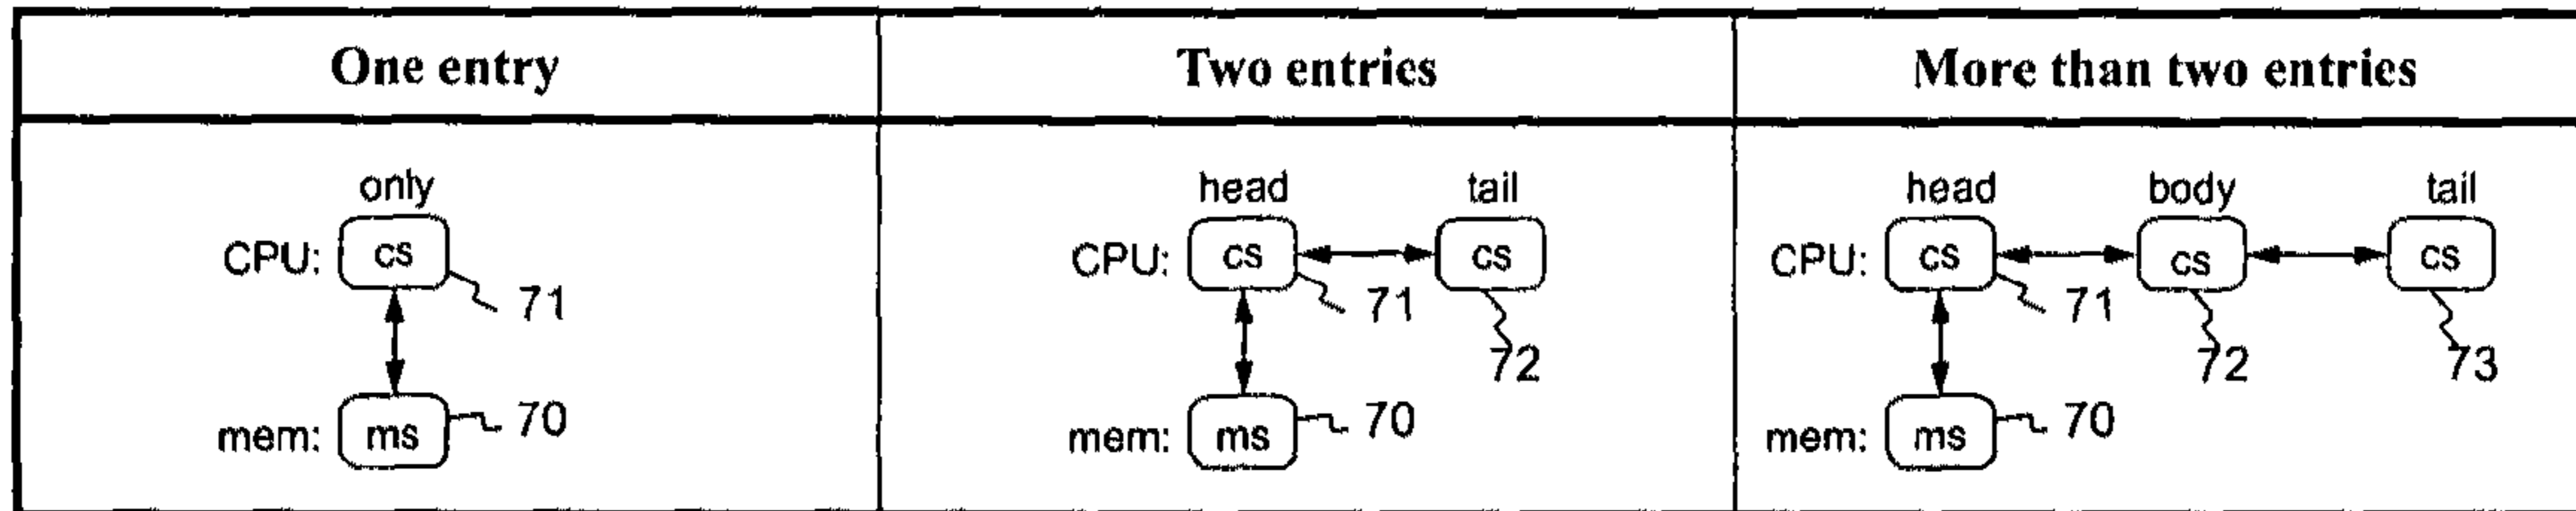 One entry
Two entries
More than two entries
only
CPU: cs
71
mem: ms 70
head tail
CPU: cs cs
71
72
mem: ms 70
head body tail
CPU: cs cs cs
71
72 73
mem: ms 70